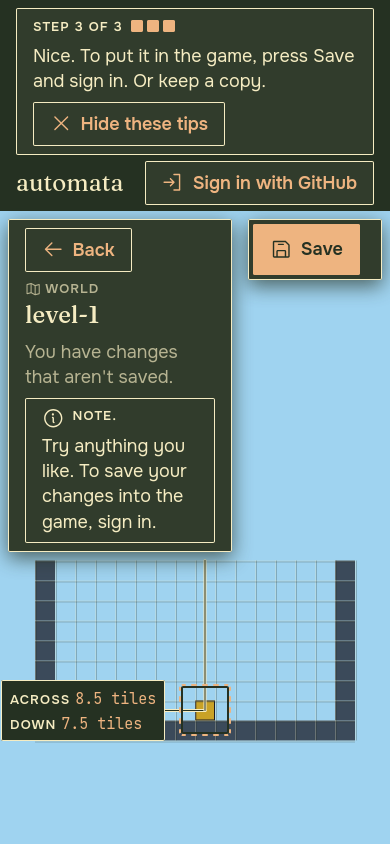 STEP 3 OF 3
Nice. To put it in the game, press Save
and sign in. Or keep a copy.
Hide these tips
automata
Sign in with GitHub
Back
Save
WORLD
level-1
You have changes
that aren't saved.
NOTE.
Try anything you
like. To save your
changes into the
game, sign in.
ACROSS 8.5 tiles
DOWN 7.5 tiles